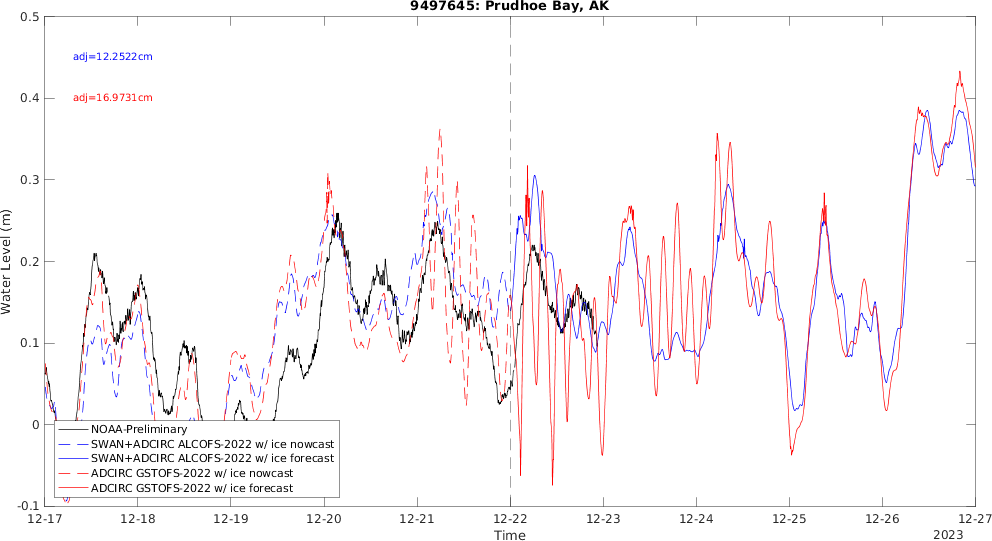 9497645: Prudhoe Bay, AK
0.5
adj=12.2522cm
0.4
adj=16.9731cm
0.3
Water Level (m)
0.2
0.1
0
NOAA-Preliminary
SWAN+ADCIRC ALCOFS-2022 w/ ice nowcast
SWAN+ADCIRC ALCOFS-2022 w/ ice forecast
ADCIRC GSTOFS-2022 w/ ice nowcast
ADCIRC GSTOFS-2022 w/ ice forecast
-0.1
12-17 12-18 12-19 12-20 12-21 12-22 12-23 12-24 12-25 12-26 12-27
Time
2023